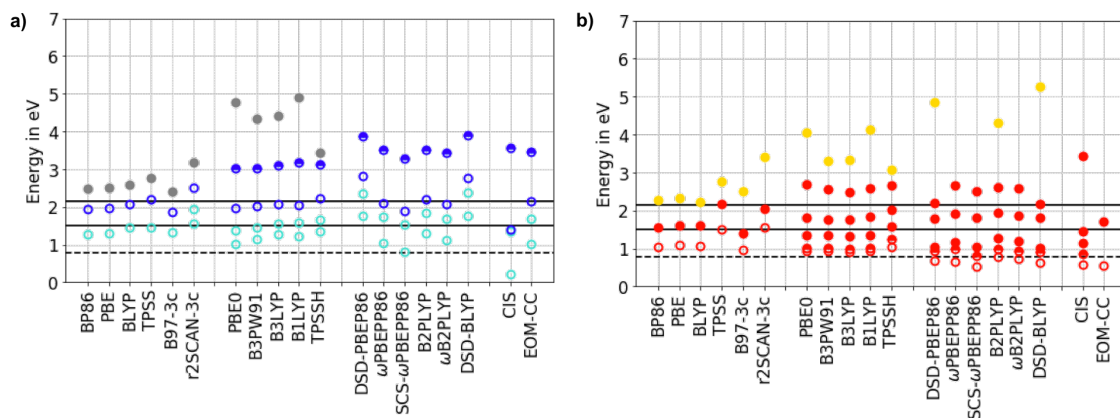 a)
Energy in eV
7
6
5
4
3
2
1
0
BP86
PBE
BLYP
TPSS
B97-3c
r2SCAN-3c
PBE0
B3PW91
B3LYP
B1LYP
TPSSH
DSD-PBEP86
ωPBEPP86
SCS-ωPBEPP86
B2PLYP
ωB2PLYP
DSD-BLYP
CIS
EOM-CC
b)
Energy in eV
7
6
5
4
3
2
1
0
BP86
PBE
BLYP
TPSS
B97-3c
r2SCAN-3c
PBE0
B3PW91
B3LYP
B1LYP
TPSSH
DSD-PBEP86
ωPBEPP86
SCS-ωPBEPP86
B2PLYP
ωB2PLYP
DSD-BLYP
CIS
EOM-CC